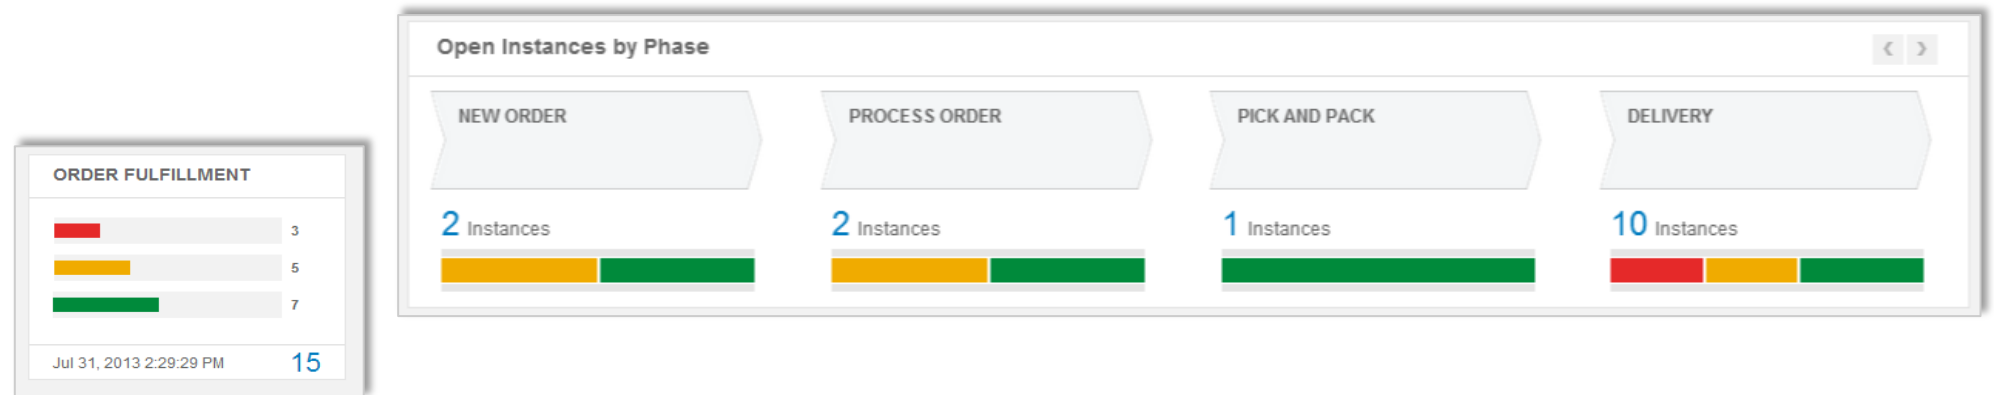 ORDER FULFILLMENT
3
5
7
Jul 31, 2013 2:29:29 PM 15
Open Instances by Phase
NEW ORDER PROCESS ORDER PICK AND PACK DELIVERY
2 Instances 2 Instances 1 Instances 10 Instances